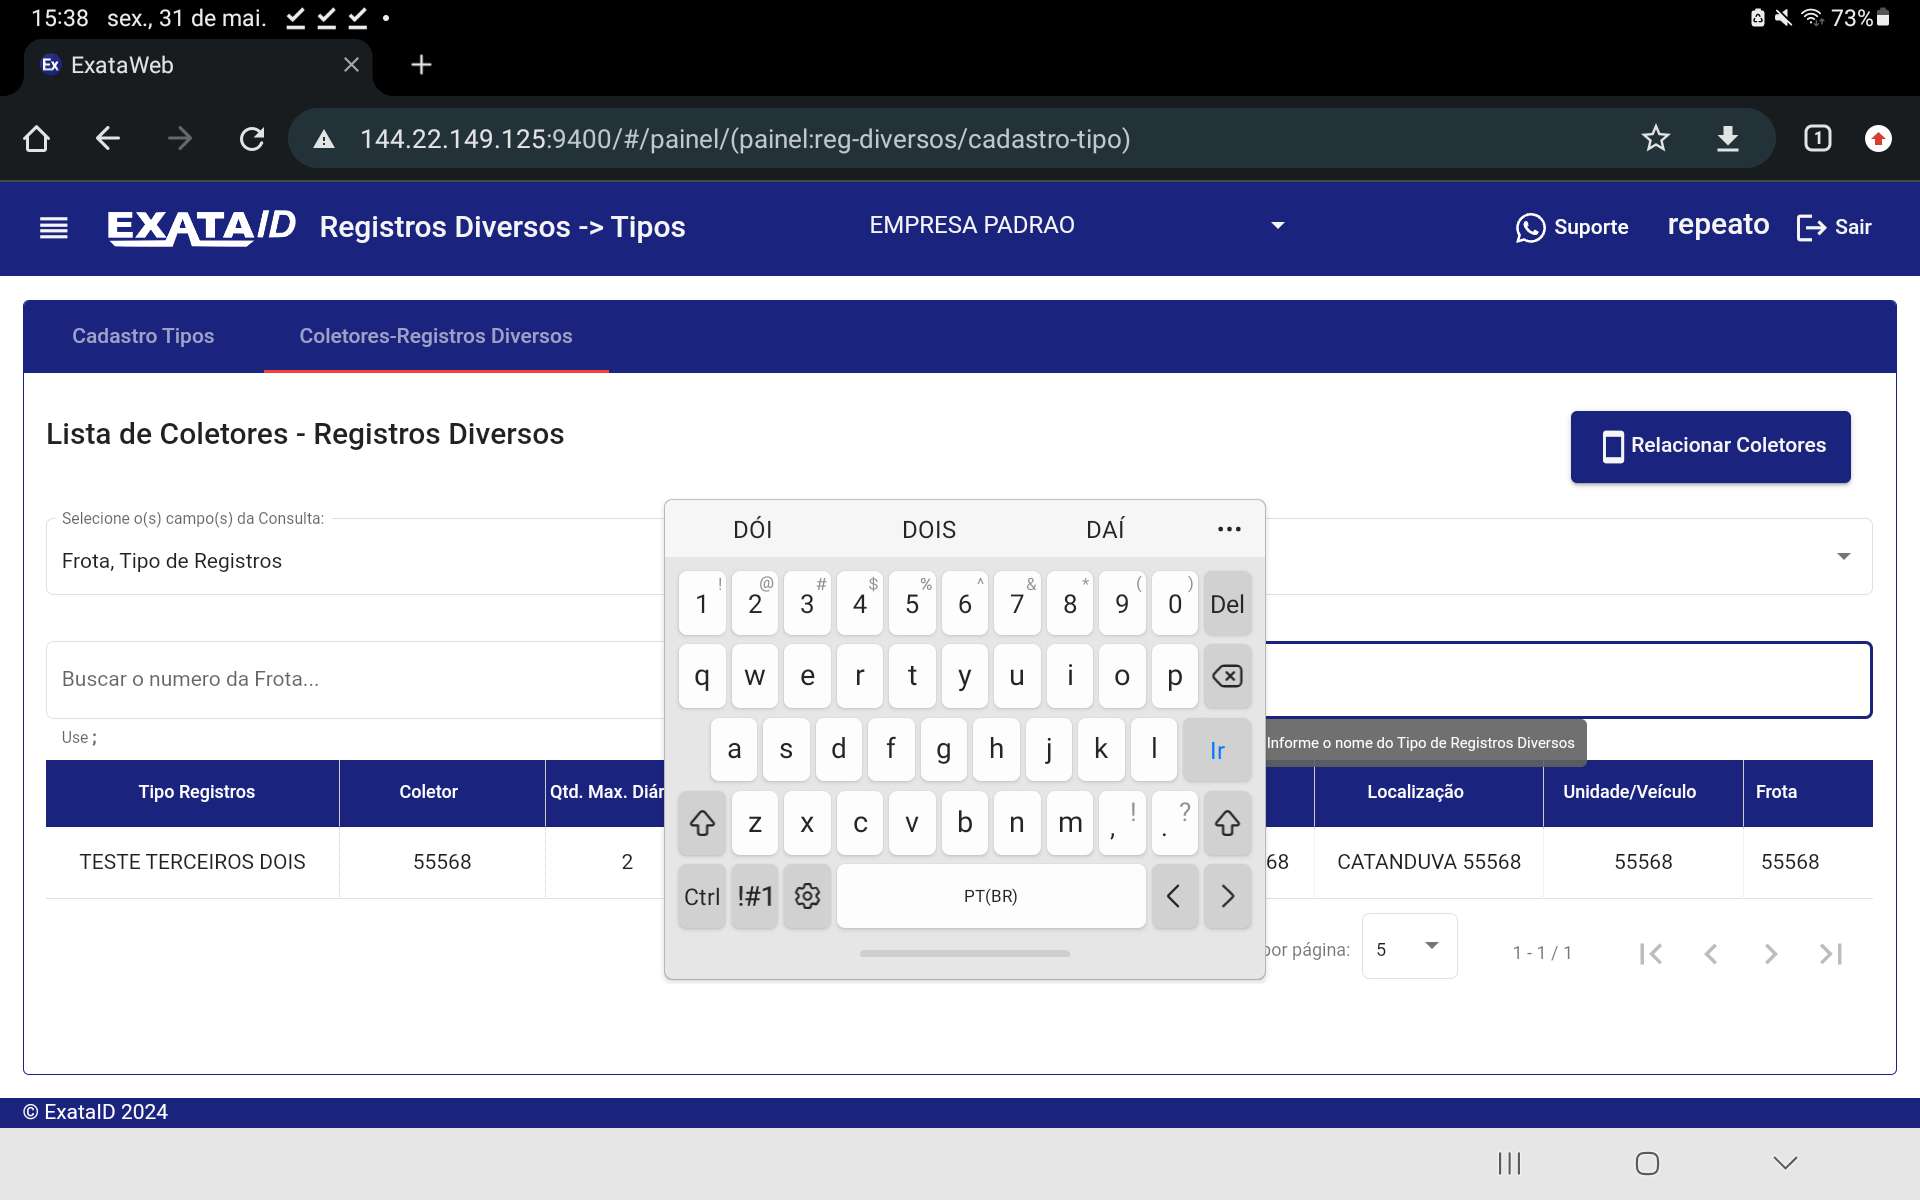 15:38 sex., 31 de mai. 73%
Ex ExataWeb
144.22.149.125:9400/#/painel/(painel:reg-diversos/cadastro-tipo) 1
EXATA/D Registros Diversos -> Tipos EMPRESA PADRAO Suporte repeato Sair
Cadastro Tipos Coletores-Registros Diversos
Lista de Coletores - Registros Diversos
Relacionar Coletores
Selecione o(s) campo(s) da Consulta:
Frota, Tipo de Registros
Buscar o numero da Frota...
Use ;
Informe o nome do Tipo de Registros Diversos
Tipo Registros Coletor Qtd. Max. Diár Localização Unidade/Veículo Frota
TESTE TERCEIROS DOIS 55568 2 68 CATANDUVA 55568 55568 55568
por página: 5 1 - 1 / 1
DÓI DOIS DAÍ ...
! @ # $ % ^ & * ( )
1 2 3 4 5 6 7 8 9 0 Del
q w e r t y u i o p
a s d f g h j k l Ir
z x c v b n m , ! . ?
Ctrl !#1 PT(BR)
© ExataID 2024